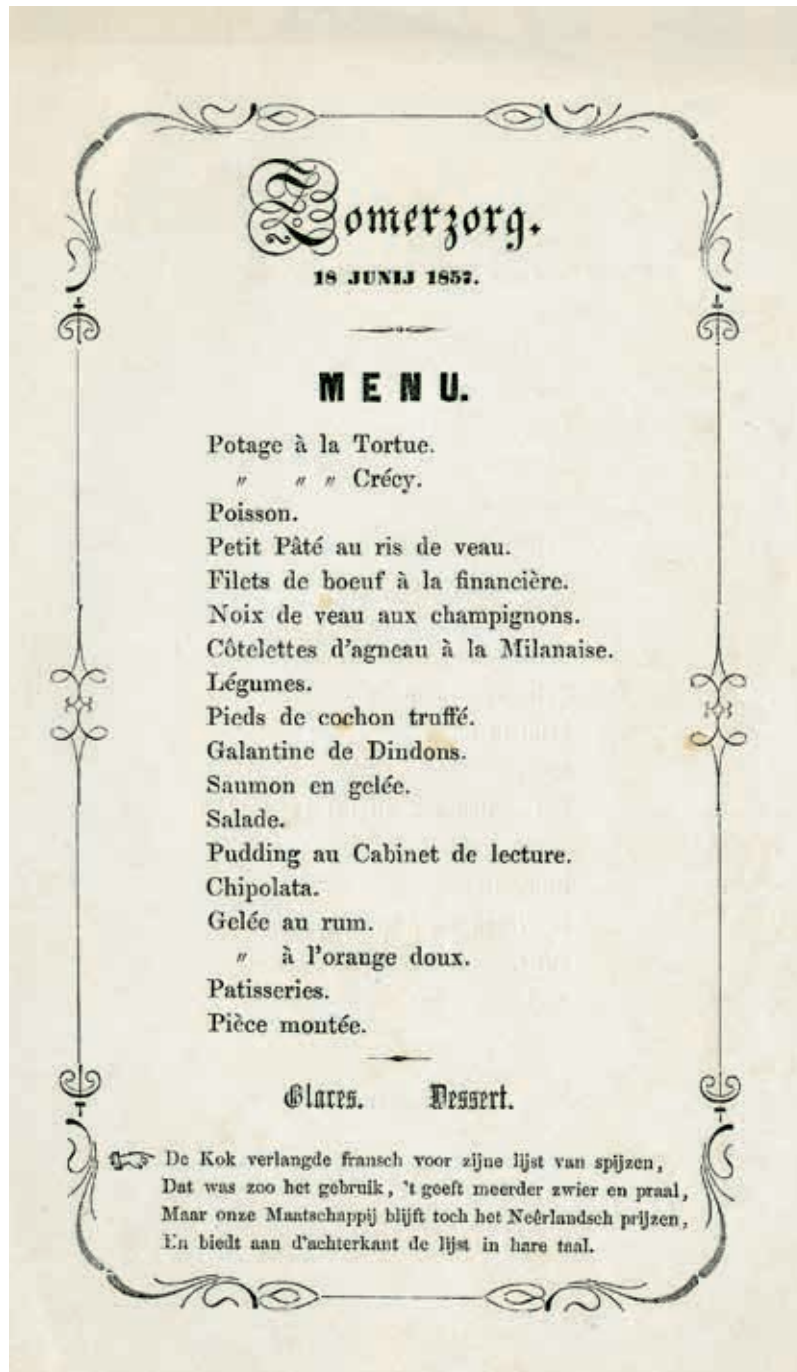 Zomerzorg.
18 JUNIJ 1857.
MENU.
Potage à la Tortue.
" " " Crécy.
Poisson.
Petit Pâté au ris de veau.
Filets de boeuf à la financière.
Noix de veau aux champignons.
Côtelettes d'agneau à la Milanaise.
Légumes.
Pieds de cochon truffé.
Galantine de Dindons.
Saumon en gelée.
Salade.
Pudding au Cabinet de lecture.
Chipolata.
Gelée au rum.
" à l'orange doux.
Patisseries.
Pièce montée.
Glaces. Dessert.
De Kok verlangde fransch voor zijne lijst van spijzen,
Dat was zoo het gebruik, 't geeft meerder zwier en praal,
Maar onze Maatschappij blijft toch het Neêrlandsch prijzen,
En biedt aan d'achterkant de lijst in hare taal.